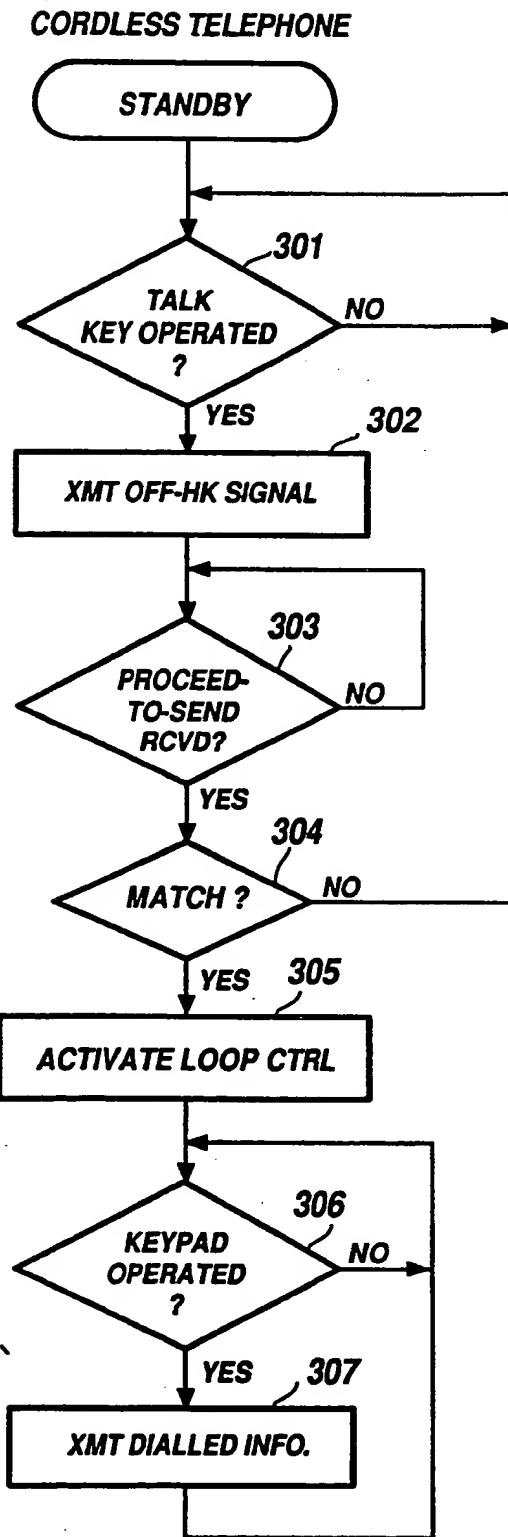 CORDLESS TELEPHONE
STANDBY
301
TALK
KEY OPERATED
?
NO
YES
302
XMT OFF-HK SIGNAL
303
PROCEED-
TO-SEND
RCVD?
NO
YES
304
MATCH ?
NO
YES
305
ACTIVATE LOOP CTRL
306
KEYPAD
OPERATED
?
NO
YES
307
XMT DIALLED INFO.